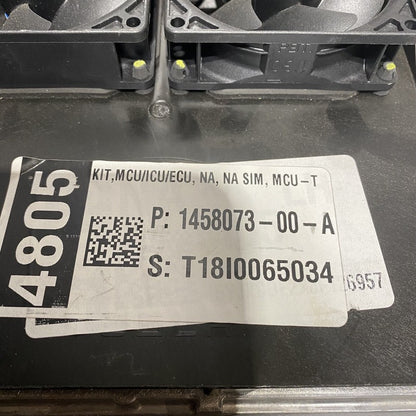 KIT,MCU/ICU/ECU, NA, NA SIM, MCU-T
4805
P: 1458073-00-A
S: T18I0065034
6957